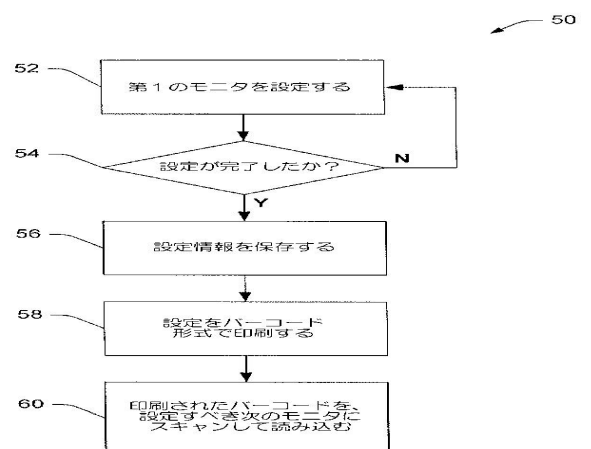 50
52
第１のモニタを設定する
54
設定が完了したか？
N
Y
56
設定情報を保存する
58
設定をバーコード
形式で印刷する
60
印刷されたバーコードを、
設定すべき次のモニタに
スキャンして読み込む